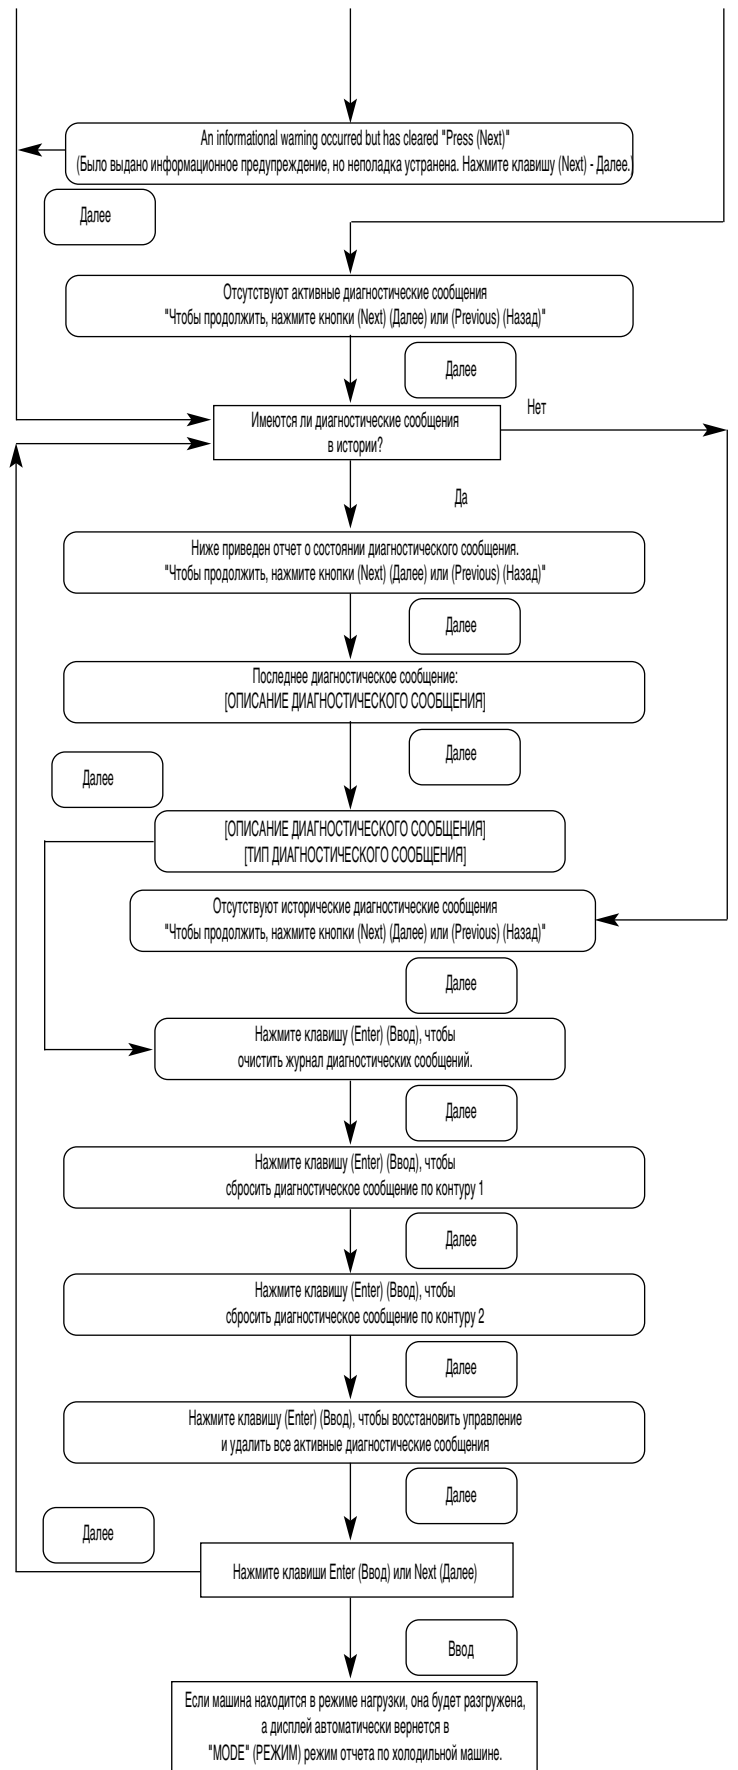 An informational warning occurred but has cleared "Press (Next)"
(Было выдано информационное предупреждение, но неполадка устранена. Нажмите клавишу (Next) - Далее.)
Далее
Отсутствуют активные диагностические сообщения
"Чтобы продолжить, нажмите кнопки (Next) (Далее) или (Previous) (Назад)"
Далее
Имеются ли диагностические сообщения
в истории?
Нет
Да
Ниже приведен отчет о состоянии диагностического сообщения.
"Чтобы продолжить, нажмите кнопки (Next) (Далее) или (Previous) (Назад)"
Далее
Последнее диагностическое сообщение:
[ОПИСАНИЕ ДИАГНОСТИЧЕСКОГО СООБЩЕНИЯ]
Далее
Далее
[ОПИСАНИЕ ДИАГНОСТИЧЕСКОГО СООБЩЕНИЯ]
[ТИП ДИАГНОСТИЧЕСКОГО СООБЩЕНИЯ]
Отсутствуют исторические диагностические сообщения
"Чтобы продолжить, нажмите кнопки (Next) (Далее) или (Previous) (Назад)"
Далее
Нажмите клавишу (Enter) (Ввод), чтобы
очистить журнал диагностических сообщений.
Далее
Нажмите клавишу (Enter) (Ввод), чтобы
сбросить диагностическое сообщение по контуру 1
Далее
Нажмите клавишу (Enter) (Ввод), чтобы
сбросить диагностическое сообщение по контуру 2
Далее
Нажмите клавишу (Enter) (Ввод), чтобы восстановить управление
и удалить все активные диагностические сообщения
Далее
Далее
Нажмите клавиши Enter (Ввод) или Next (Далее)
Ввод
Если машина находится в режиме нагрузки, она будет разгружена,
а дисплей автоматически вернется в
"MODE" (РЕЖИМ) режим отчета по холодильной машине.